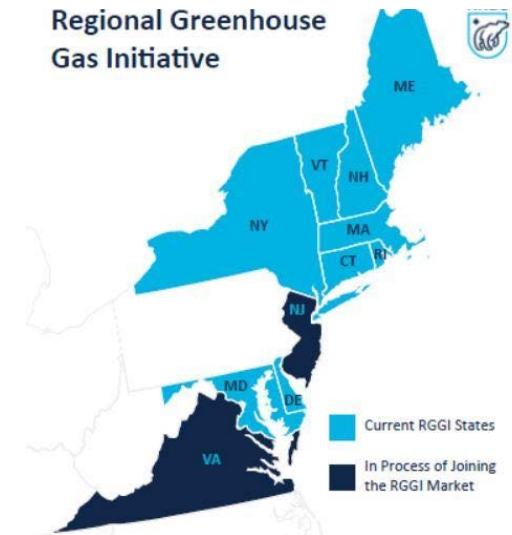 Regional Greenhouse
Gas Initiative
ME
VT
NH
NY
MA
CT
RI
NJ
MD
DE
VA
Current RGGI States
In Process of Joining
the RGGI Market